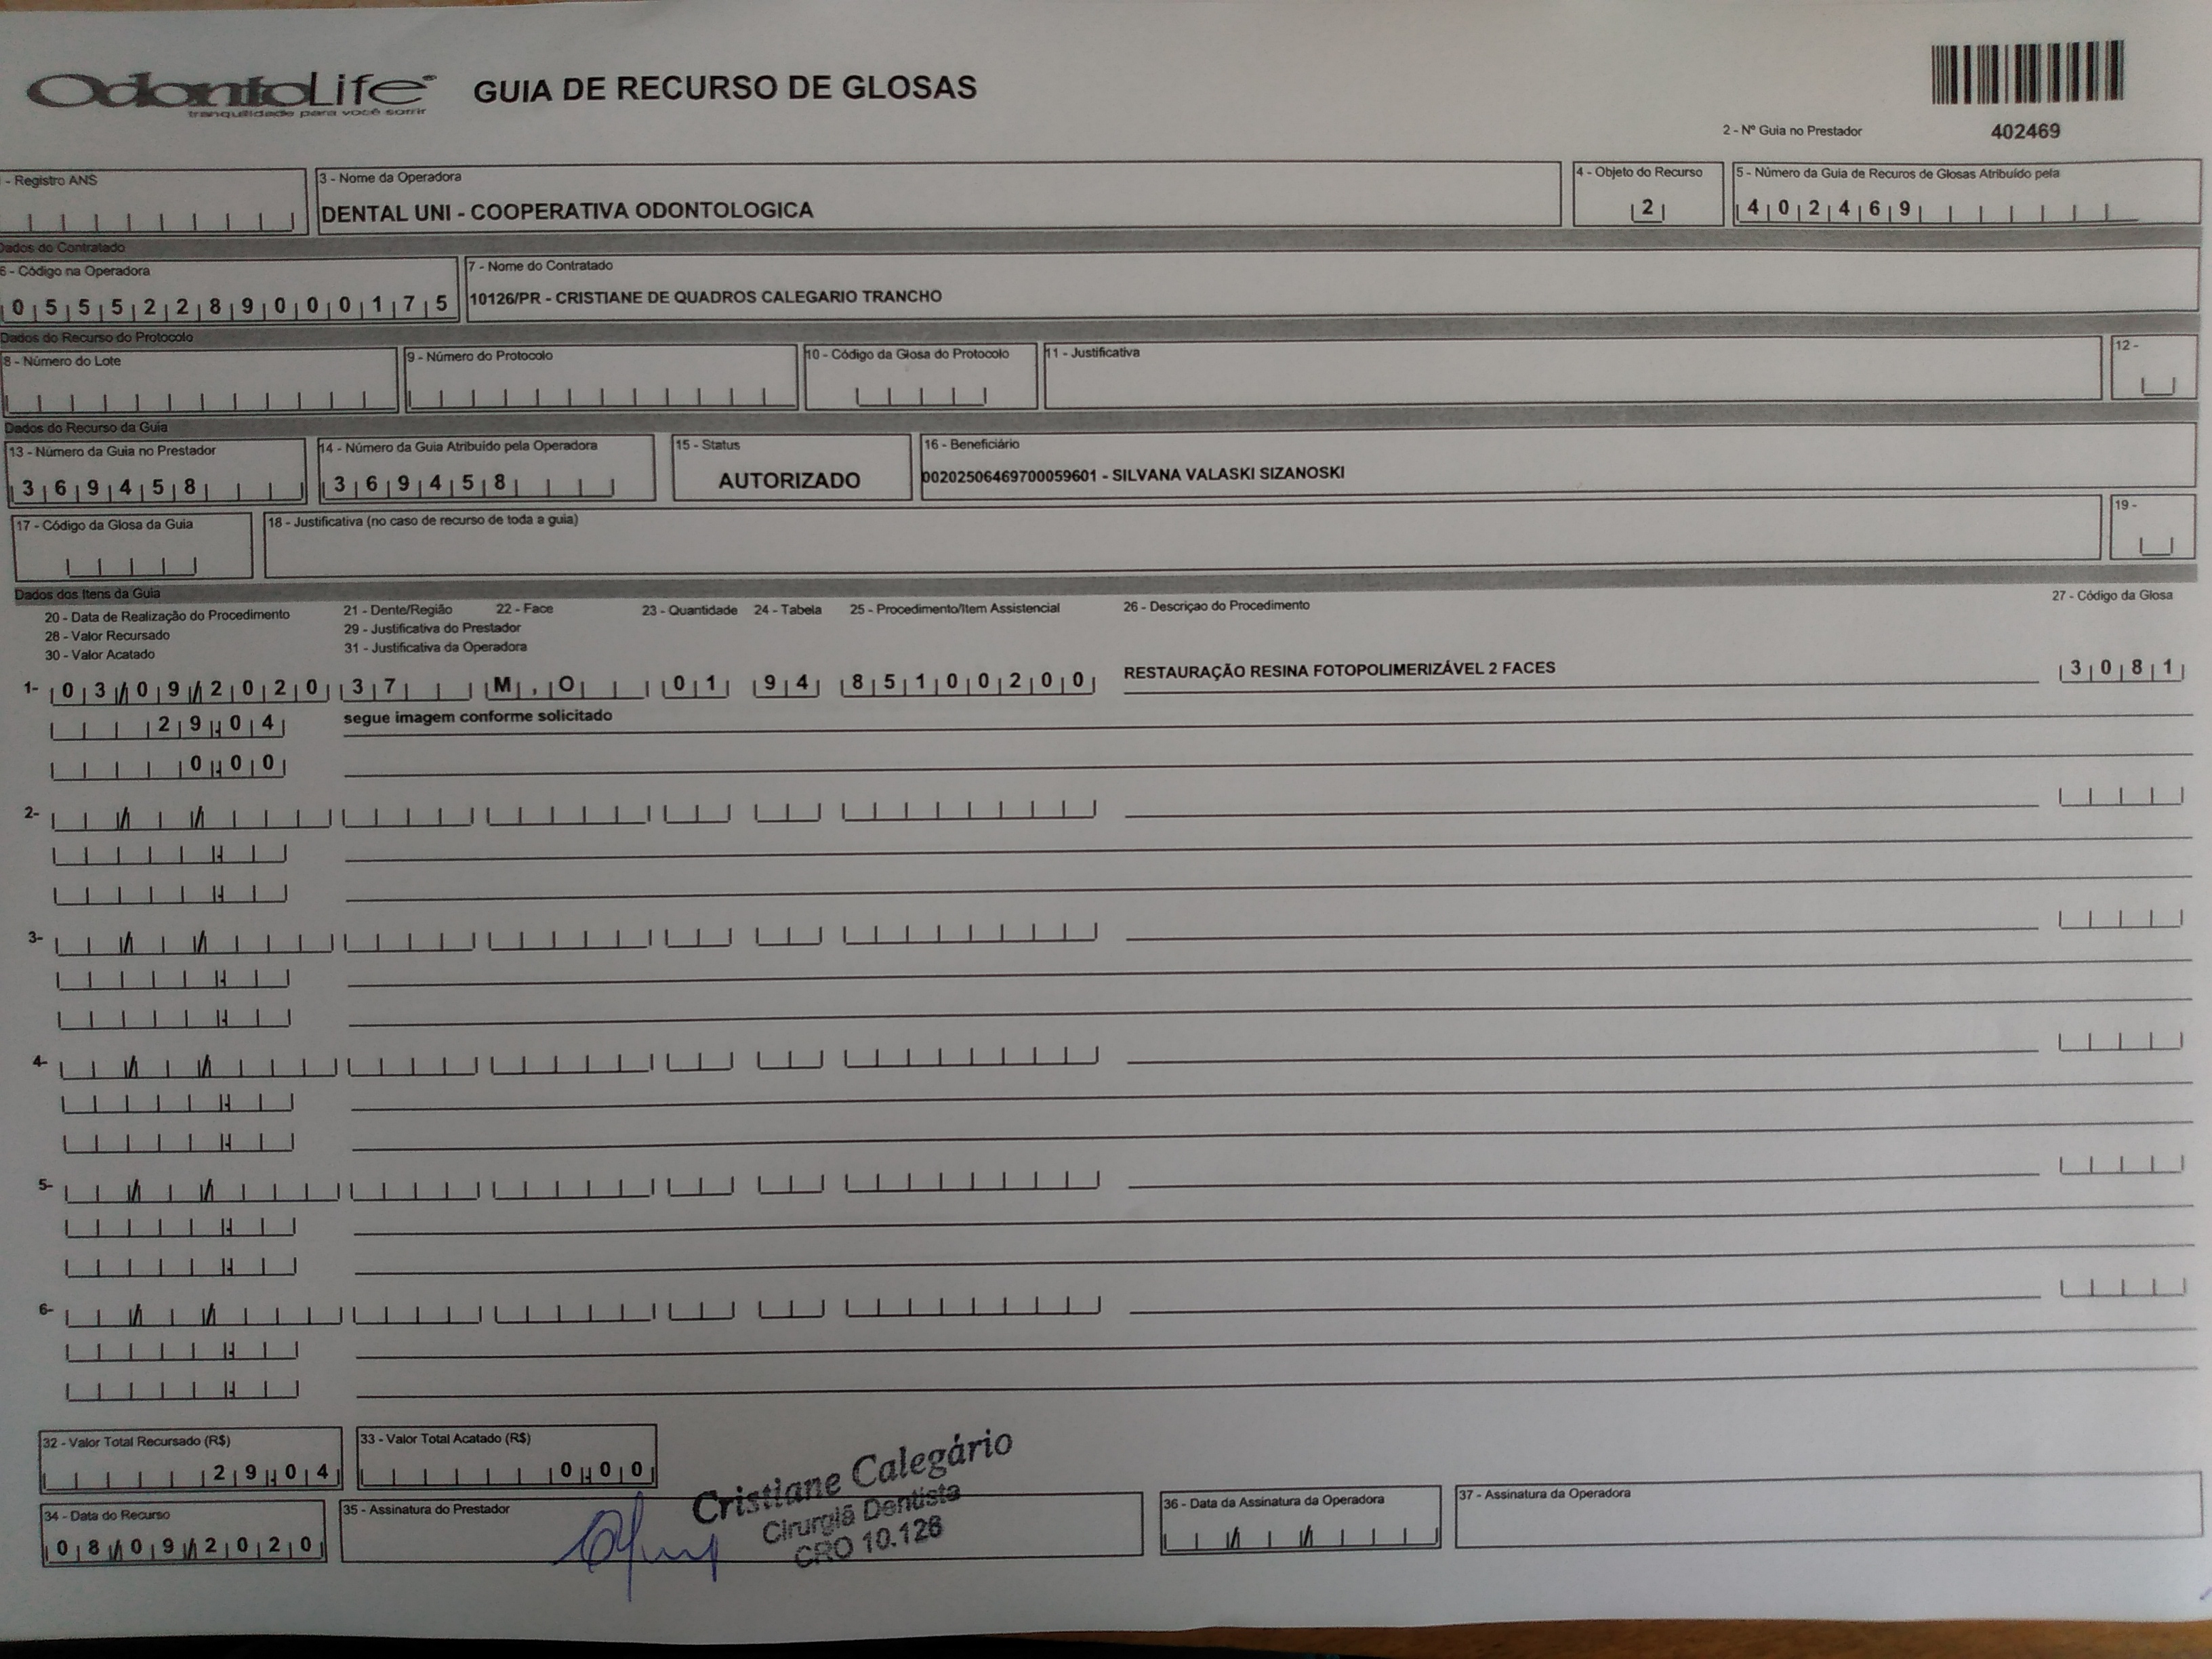 OdontoLife
tranquilidade para você sorrir
GUIA DE RECURSO DE GLOSAS
2 - Nº Guia no Prestador 402469
- Registro ANS
3 - Nome da Operadora
DENTAL UNI - COOPERATIVA ODONTOLOGICA
4 - Objeto do Recurso
2
5 - Número da Guia de Recuros de Glosas Atribuído pela
402469
Dados do Contratado
6 - Código na Operadora
05552289000175
7 - Nome do Contratado
10126/PR - CRISTIANE DE QUADROS CALEGARIO TRANCHO
Dados do Recurso do Protocolo
8 - Número do Lote
9 - Número do Protocolo
10 - Código da Glosa do Protocolo
11 - Justificativa
12 -
Dados do Recurso da Guia
13 - Número da Guia no Prestador
369458
14 - Número da Guia Atribuído pela Operadora
369458
15 - Status
AUTORIZADO
16 - Beneficiário
00202506469700059601 - SILVANA VALASKI SIZANOSKI
17 - Código da Glosa da Guia
18 - Justificativa (no caso de recurso de toda a guia)
19 -
Dados dos Itens da Guia
20 - Data de Realização do Procedimento 21 - Dente/Região 22 - Face 23 - Quantidade 24 - Tabela 25 - Procedimento/Item Assistencial 26 - Descriçao do Procedimento 27 - Código da Glosa
28 - Valor Recursado 29 - Justificativa do Prestador
30 - Valor Acatado 31 - Justificativa da Operadora
1- 03/09/2020 37 M,O 01 94 85100200 RESTAURAÇÃO RESINA FOTOPOLIMERIZÁVEL 2 FACES 3081
29,04 segue imagem conforme solicitado
0,00
2-
3-
4-
5-
6-
32 - Valor Total Recursado (R$)
29,04
33 - Valor Total Acatado (R$)
0,00
34 - Data do Recurso
08/09/2020
35 - Assinatura do Prestador
Cristiane Calegário
Cirurgiã Dentista
CRO 10.126
36 - Data da Assinatura da Operadora
37 - Assinatura da Operadora